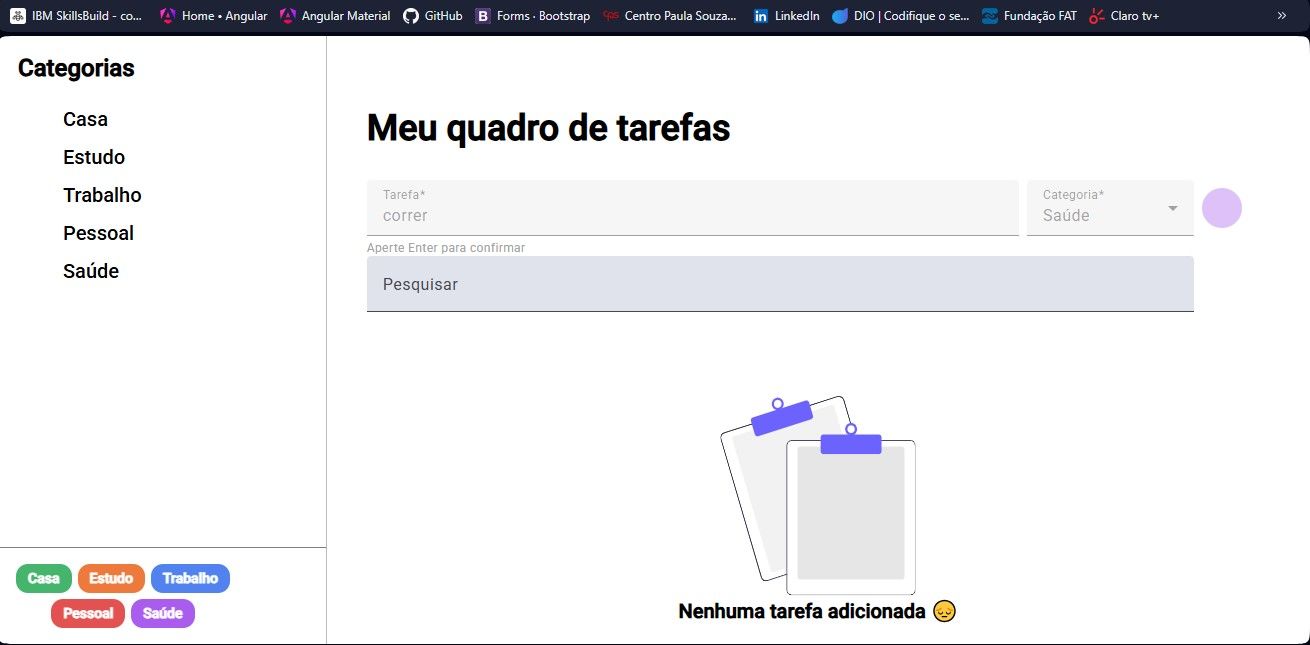 IBM SkillsBuild - co... Home • Angular Angular Material GitHub Forms · Bootstrap Centro Paula Souza... LinkedIn DIO | Codifique o se... Fundação FAT Claro tv+ »
Categorias
Casa
Estudo
Trabalho
Pessoal
Saúde
Casa Estudo Trabalho
Pessoal Saúde
Meu quadro de tarefas
Tarefa* Categoria*
correr Saúde
Aperte Enter para confirmar
Pesquisar
Nenhuma tarefa adicionada 😔